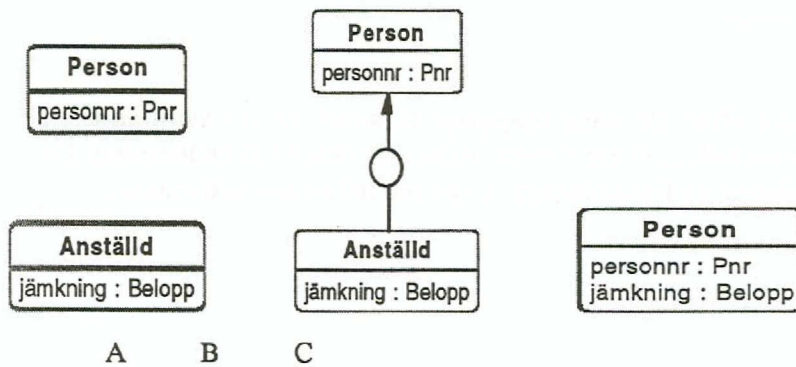 Person
personnr : Pnr
Anställd
jämkning : Belopp
Person
personnr : Pnr
Anställd
jämkning : Belopp
Person
personnr : Pnr
jämkning : Belopp
A B C